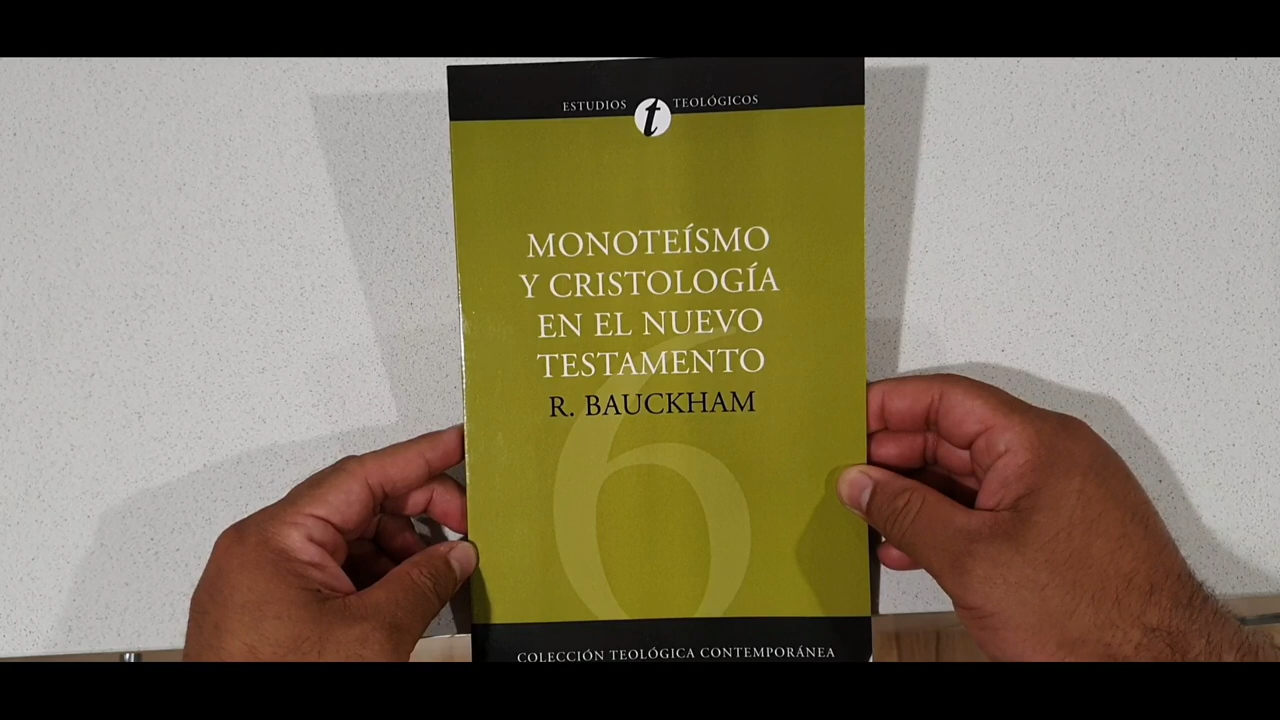 ESTUDIOS t TEOLÓGICOS
MONOTEÍSMO
Y CRISTOLOGÍA
EN EL NUEVO
TESTAMENTO
R. BAUCKHAM
6
COLECCIÓN TEOLÓGICA CONTEMPORÁNEA